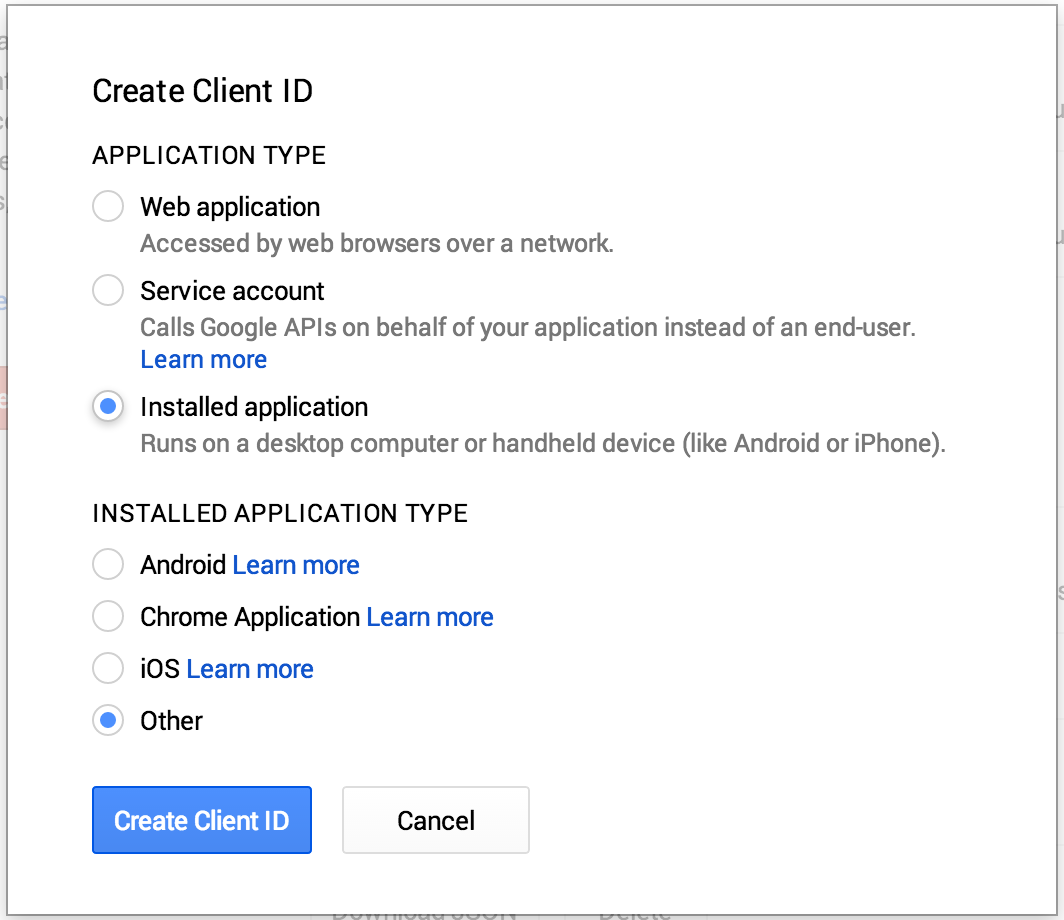 Create Client ID
APPLICATION TYPE
Web application
Accessed by web browsers over a network.
Service account
Calls Google APIs on behalf of your application instead of an end-user.
Learn more
Installed application
Runs on a desktop computer or handheld device (like Android or iPhone).
INSTALLED APPLICATION TYPE
Android Learn more
Chrome Application Learn more
iOS Learn more
Other
Create Client ID Cancel
Download JSON Delete